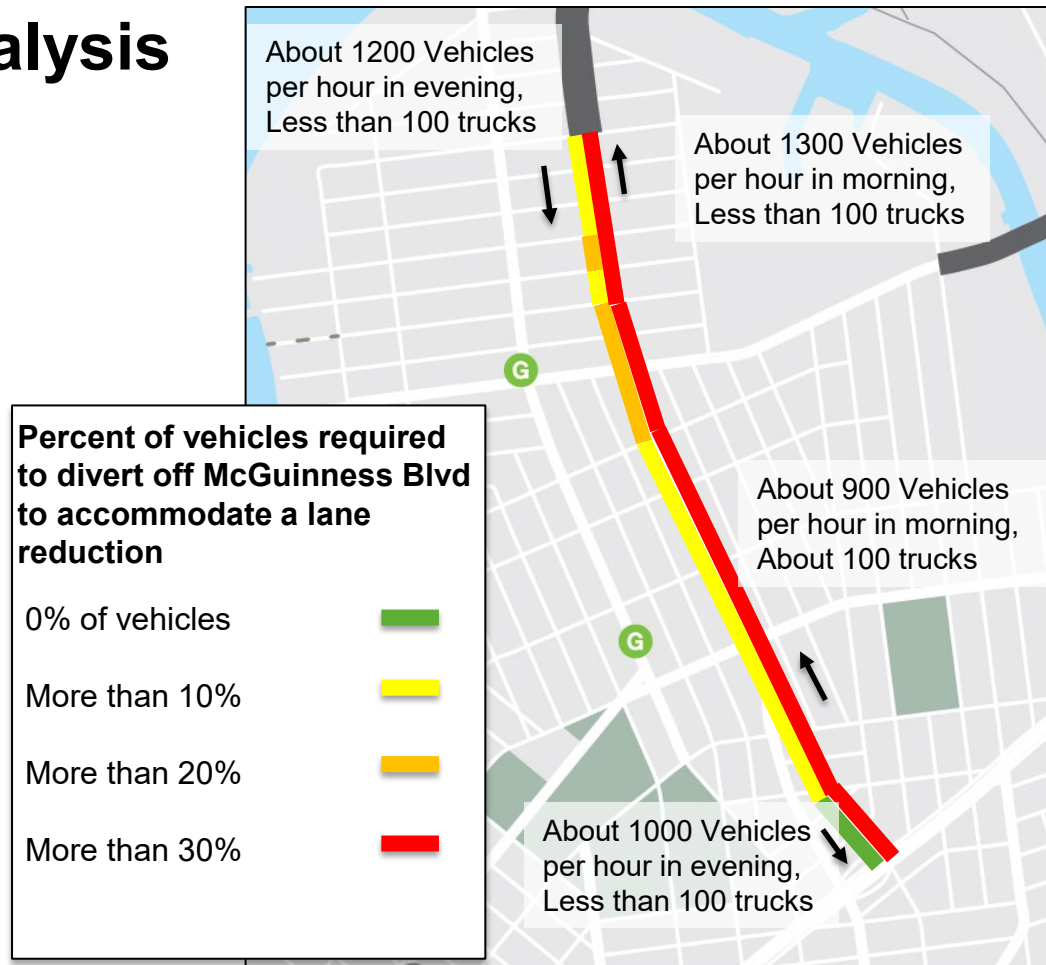 alysis
About 1200 Vehicles
per hour in evening,
Less than 100 trucks
About 1300 Vehicles
per hour in morning,
Less than 100 trucks
G
Percent of vehicles required
to divert off McGuinness Blvd
to accommodate a lane
reduction
0% of vehicles
More than 10%
More than 20%
More than 30%
About 900 Vehicles
per hour in morning,
About 100 trucks
G
About 1000 Vehicles
per hour in evening,
Less than 100 trucks